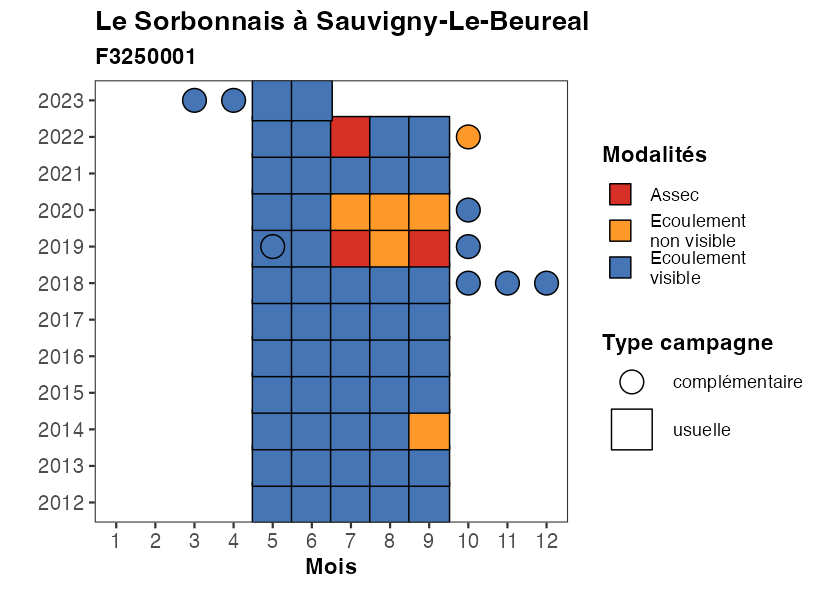 Le Sorbonnais à Sauvigny-Le-Beureal
F3250001
2023
2022
2021
2020
2019
2018
2017
2016
2015
2014
2013
2012
1 2 3 4 5 6 7 8 9 10 11 12
Mois
Modalités
Assec
Ecoulement
non visible
Ecoulement
visible
Type campagne
complémentaire
usuelle